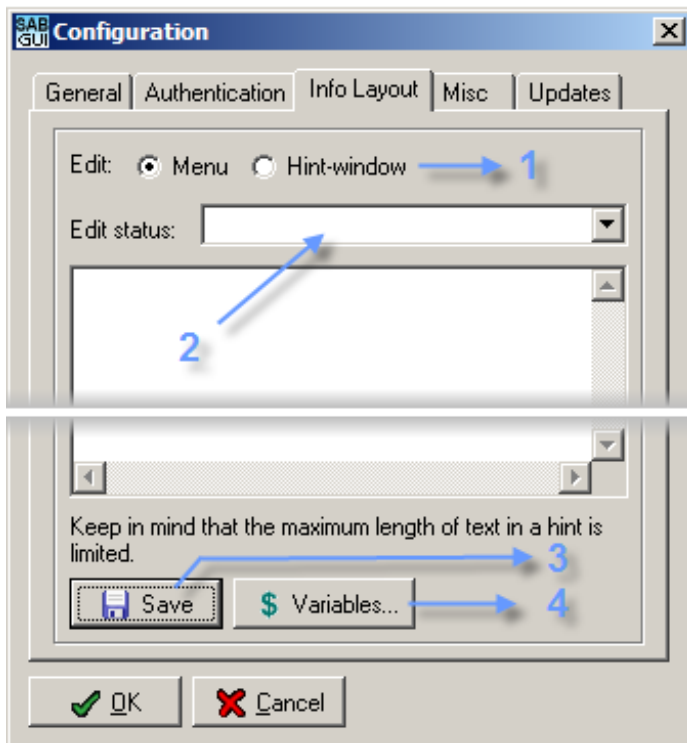 SAB
GUI
Configuration
General Authentication Info Layout Misc Updates
Edit: Menu Hint-window 1
Edit status:
2
Keep in mind that the maximum length of text in a hint is
limited.
3
Save $ Variables... 4
OK Cancel